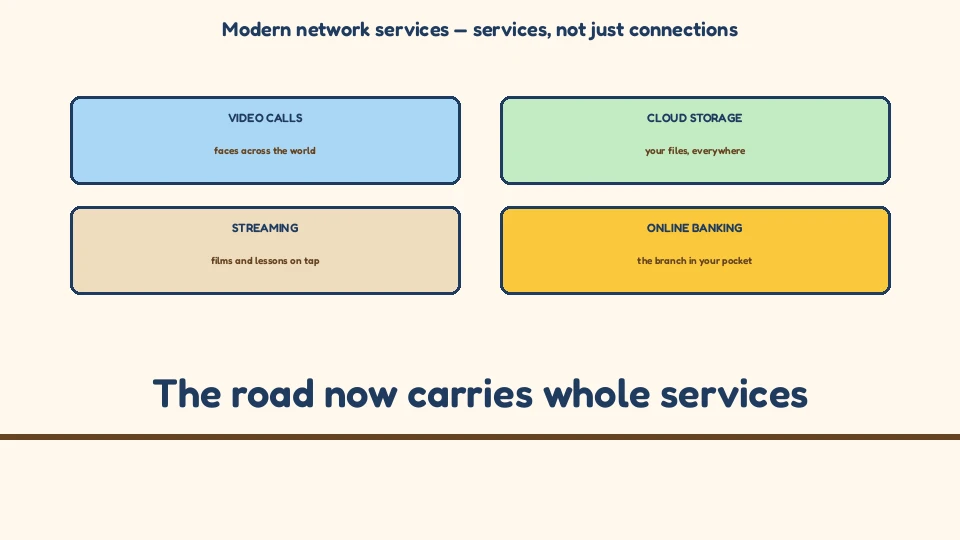 Modern network services — services, not just connections
VIDEO CALLS
faces across the world
CLOUD STORAGE
your files, everywhere
STREAMING
films and lessons on tap
ONLINE BANKING
the branch in your pocket
The road now carries whole services